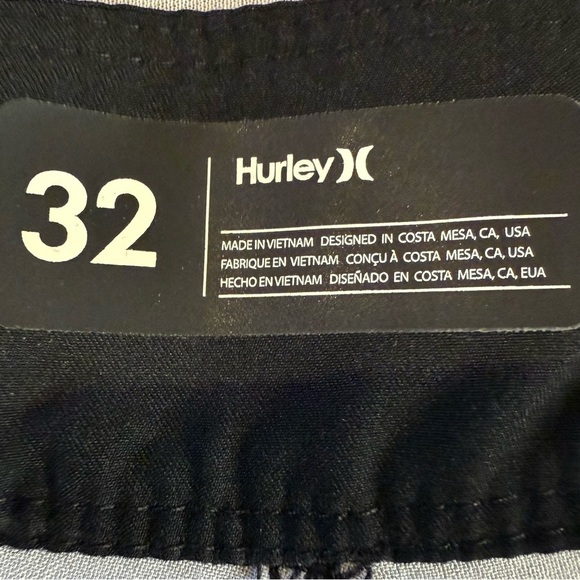 32
Hurley
MADE IN VIETNAM DESIGNED IN COSTA MESA, CA, USA
FABRIQUE EN VIETNAM CONÇU À COSTA MESA, CA, USA
HECHO EN VIETNAM DISEÑADO EN COSTA MESA, CA, EUA